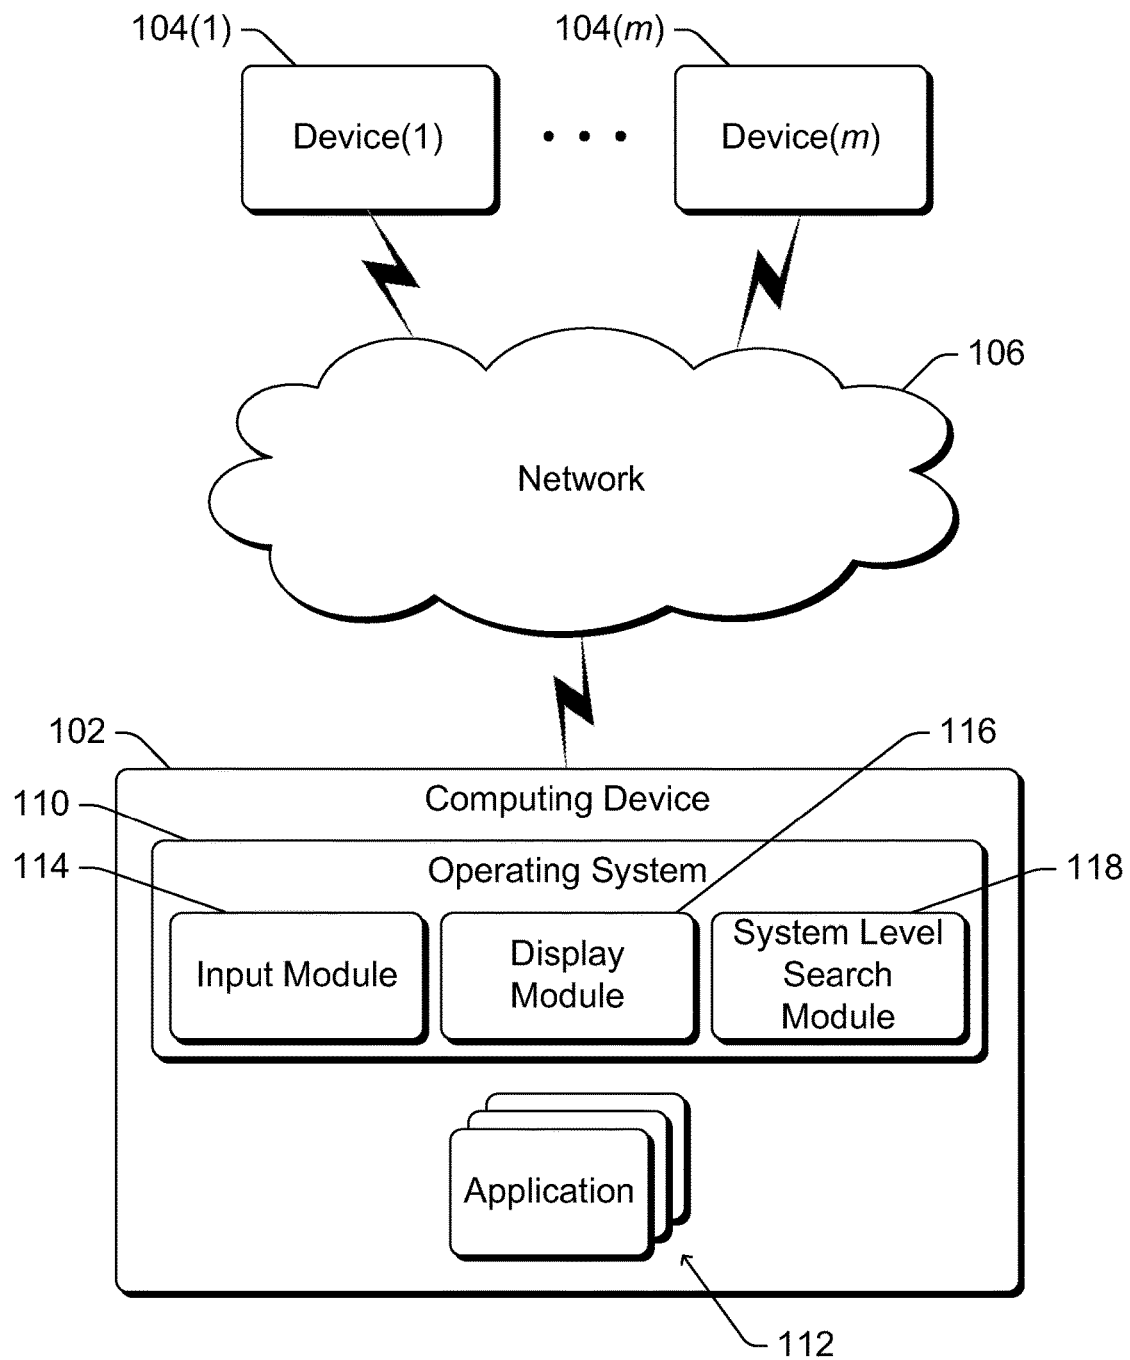 104(1)
104(m)
Device(1)
Device(m)
106
Network
102
116
Computing Device
110
Operating System
114
118
Input Module
Display
Module
System Level
Search
Module
Application
112